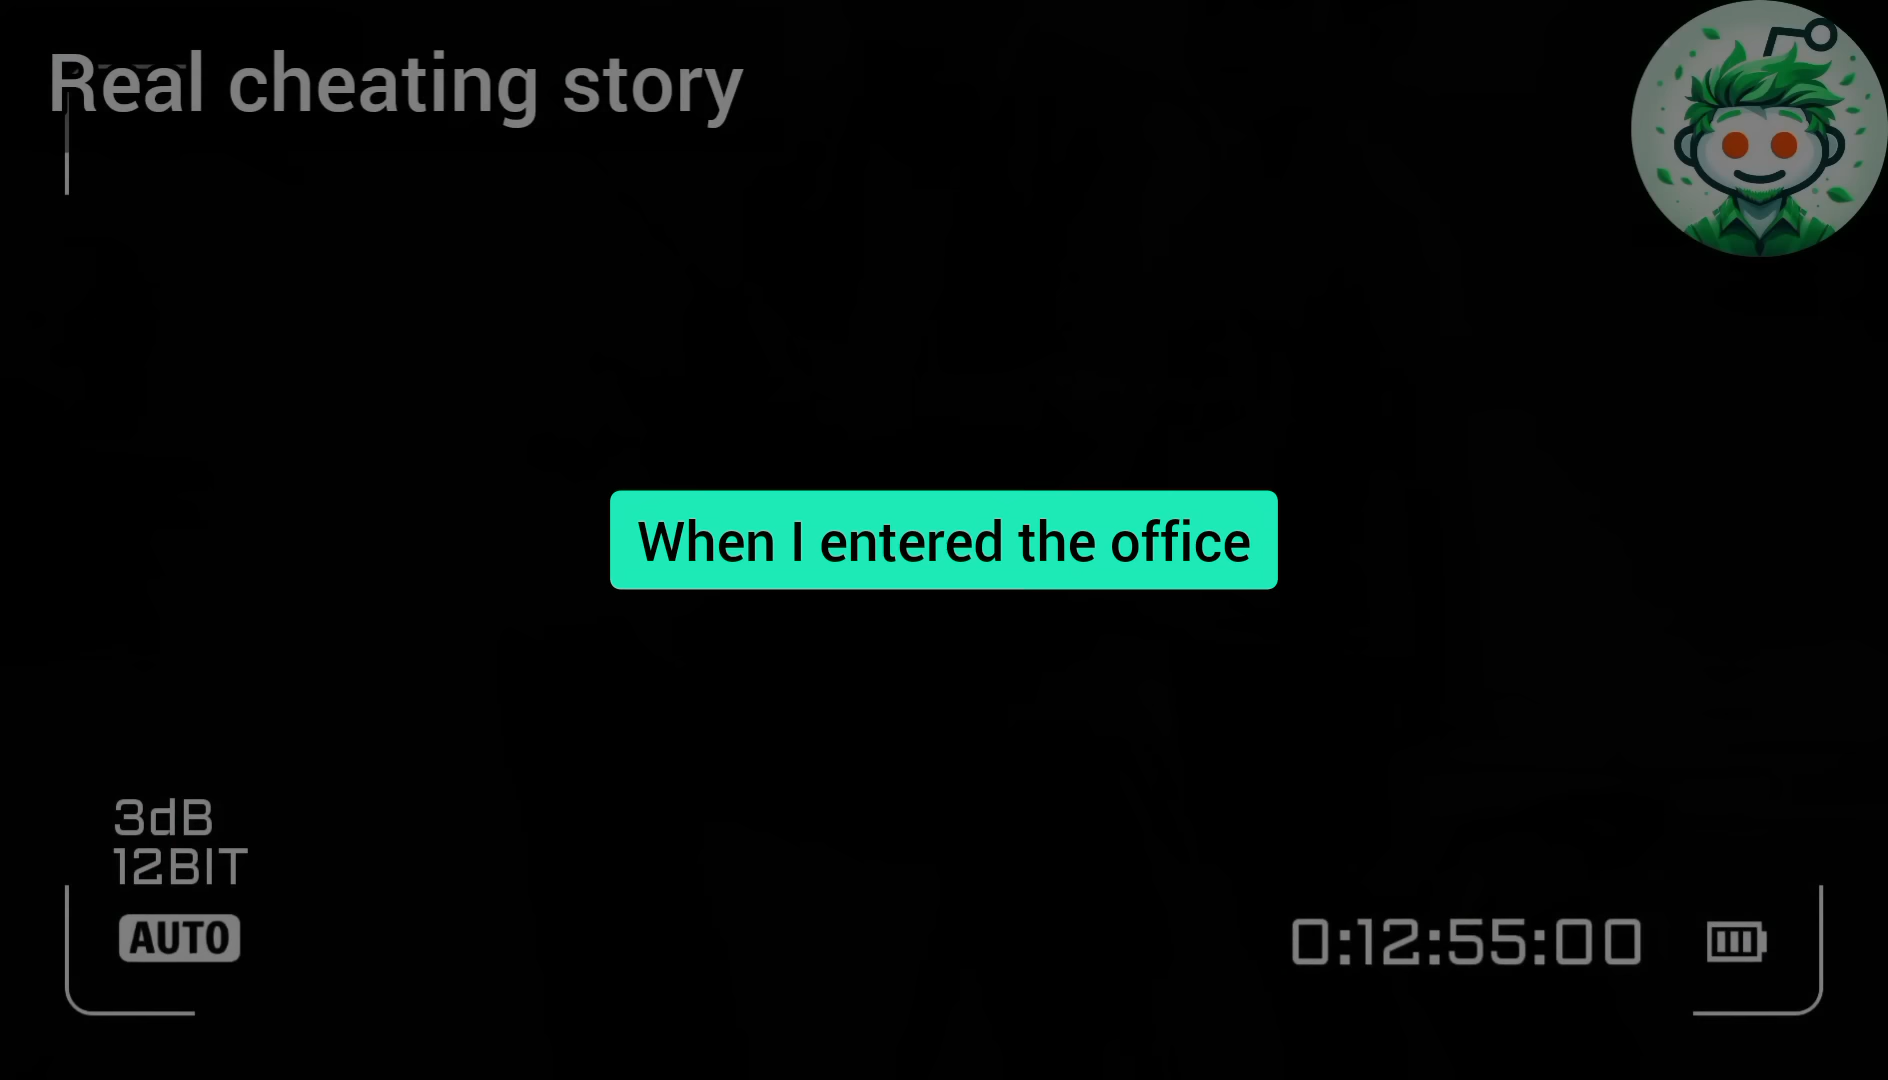 Real cheating story
When I entered the office
3dB
12BIT
AUTO
0:12:55:00